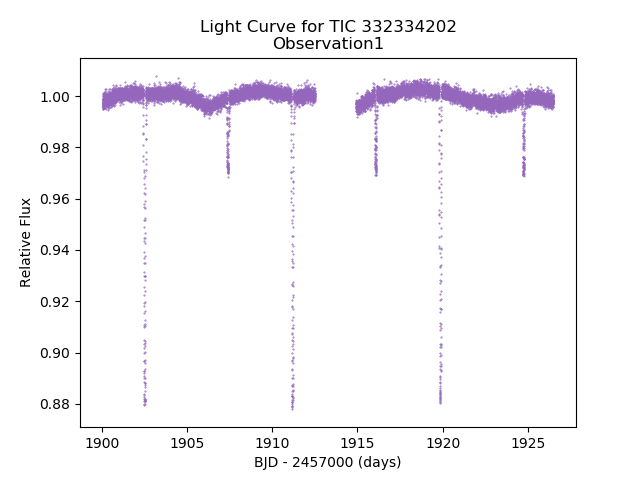 Light Curve for TIC 332334202
Observation1
1.00
0.98
0.96
0.94
0.92
0.90
0.88
Relative Flux
1900 1905 1910 1915 1920 1925
BJD - 2457000 (days)